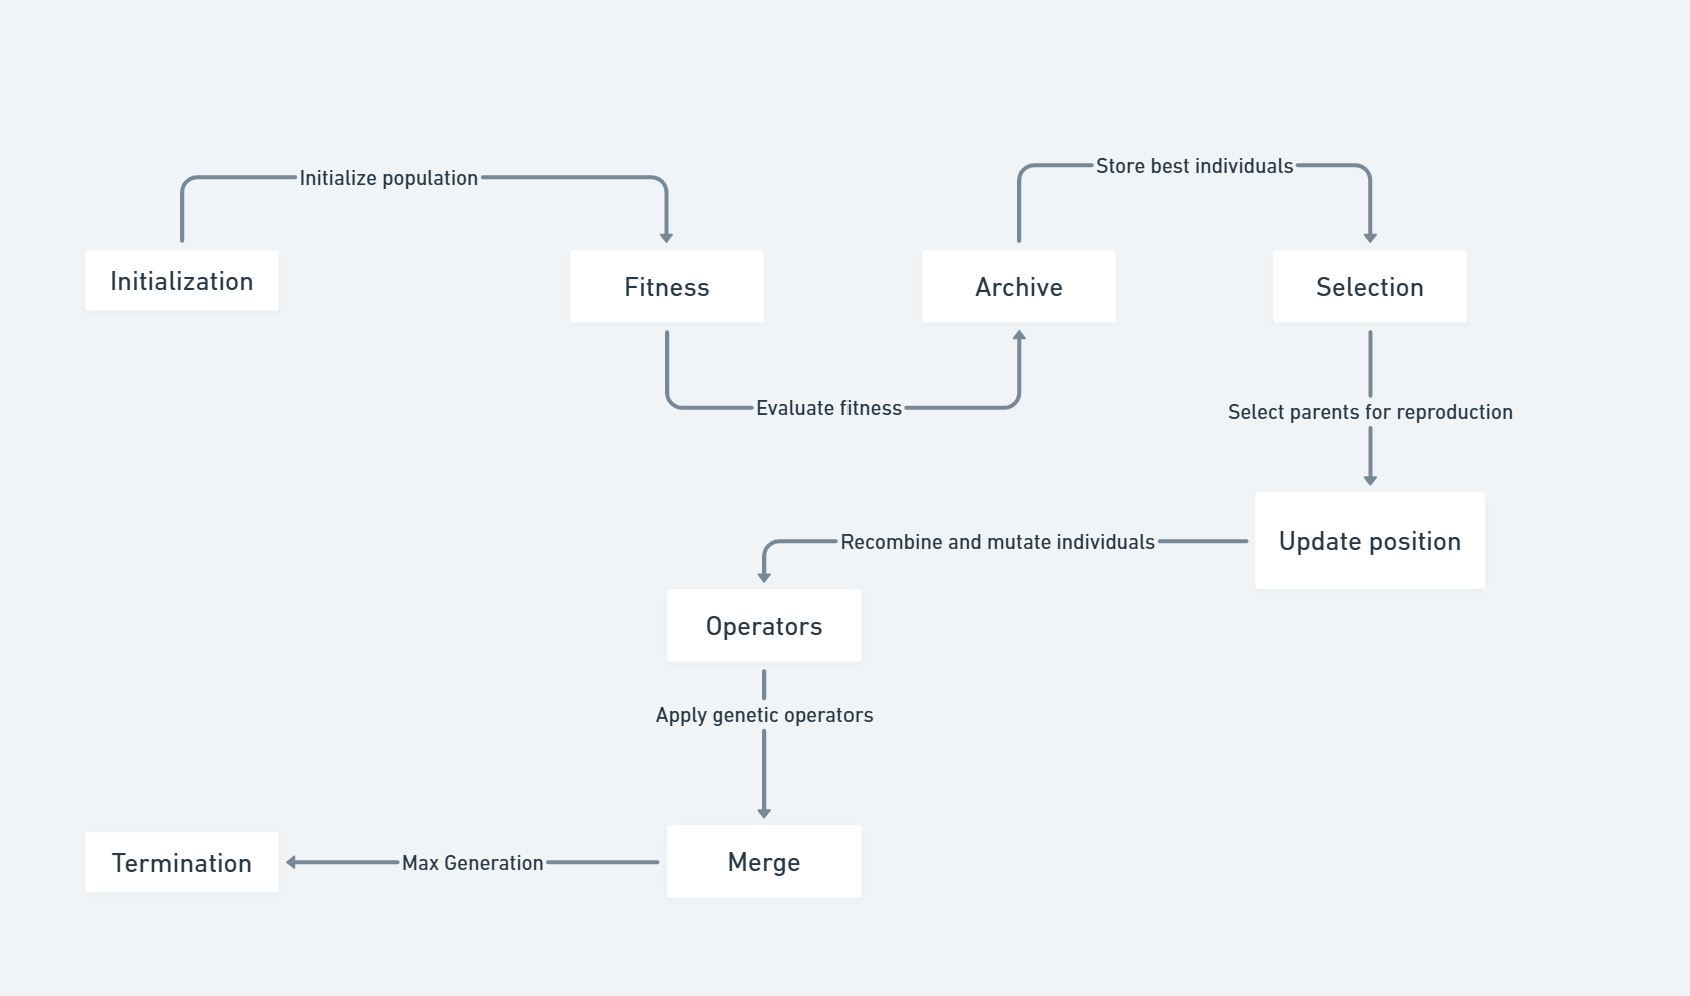 Initialize population
Store best individuals
Initialization
Fitness
Archive
Selection
Evaluate fitness
Select parents for reproduction
Recombine and mutate individuals
Update position
Operators
Apply genetic operators
Termination
Max Generation
Merge